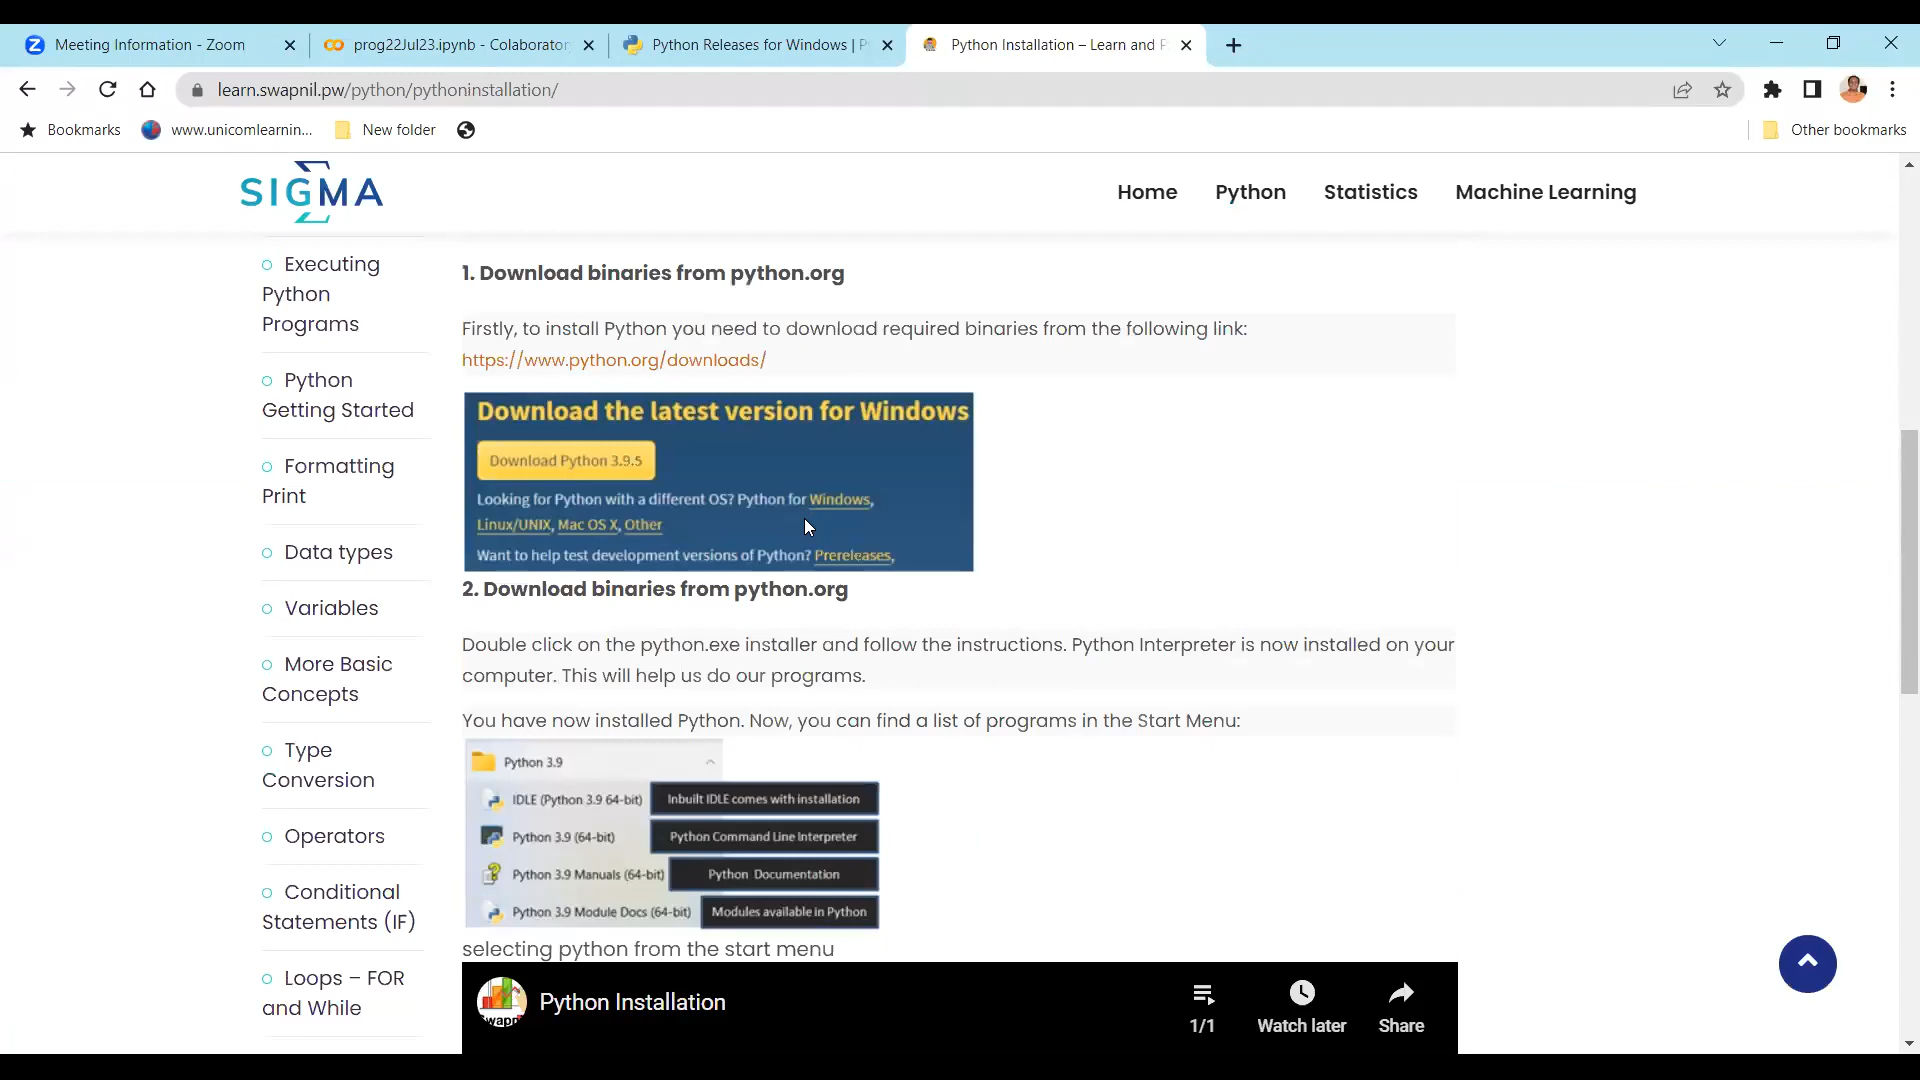 Meeting Information - Zoom
prog22Jul23.ipynb - Colaborator
Python Releases for Windows | P
Python Installation – Learn and P
learn.swapnil.pw/python/pythoninstallation/
Bookmarks
www.unicomlearnin...
New folder
Other bookmarks
SIGMA
Home
Python
Statistics
Machine Learning
Executing
Python
Programs
Python
Getting Started
Formatting
Print
Data types
Variables
More Basic
Concepts
Type
Conversion
Operators
Conditional
Statements (IF)
Loops – FOR
and While
1. Download binaries from python.org
Firstly, to install Python you need to download required binaries from the following link:
https://www.python.org/downloads/
Download the latest version for Windows
Download Python 3.9.5
Looking for Python with a different OS? Python for Windows,
Linux/UNIX, Mac OS X, Other
Want to help test development versions of Python? Prereleases,
2. Download binaries from python.org
Double click on the python.exe installer and follow the instructions. Python Interpreter is now installed on your
computer. This will help us do our programs.
You have now installed Python. Now, you can find a list of programs in the Start Menu:
Python 3.9
IDLE (Python 3.9 64-bit) Inbuilt IDLE comes with installation
Python 3.9 (64-bit) Python Command Line Interpreter
Python 3.9 Manuals (64-bit) Python Documentation
Python 3.9 Module Docs (64-bit) Modules available in Python
selecting python from the start menu
Python Installation
1/1
Watch later
Share